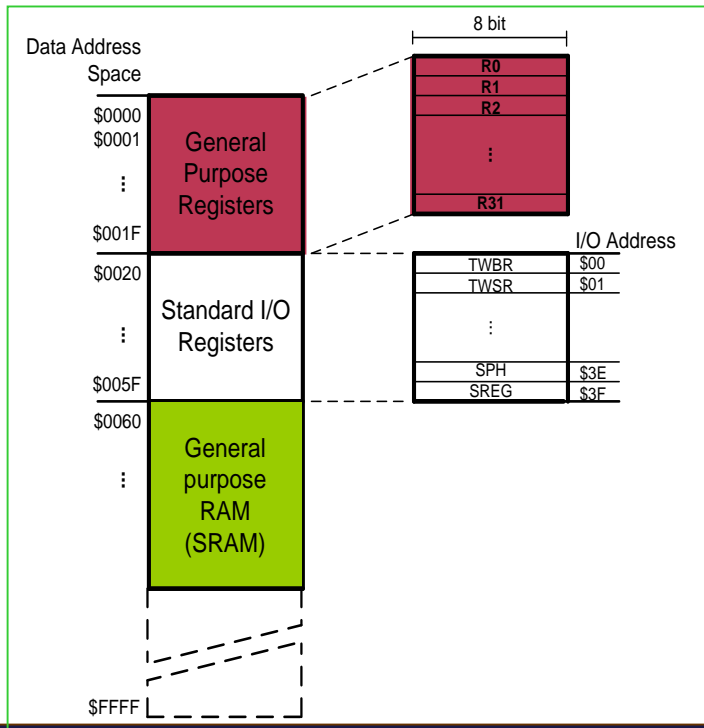 8 bit
Data Address
Space
$0000
$0001
⋮
$001F
General
Purpose
Registers
R0
R1
R2
⋮
R31
I/O Address
$0020
⋮
$005F
Standard I/O
Registers
TWBR $00
TWSR $01
⋮
SPH $3E
SREG $3F
$0060
⋮
General
purpose
RAM
(SRAM)
$FFFF